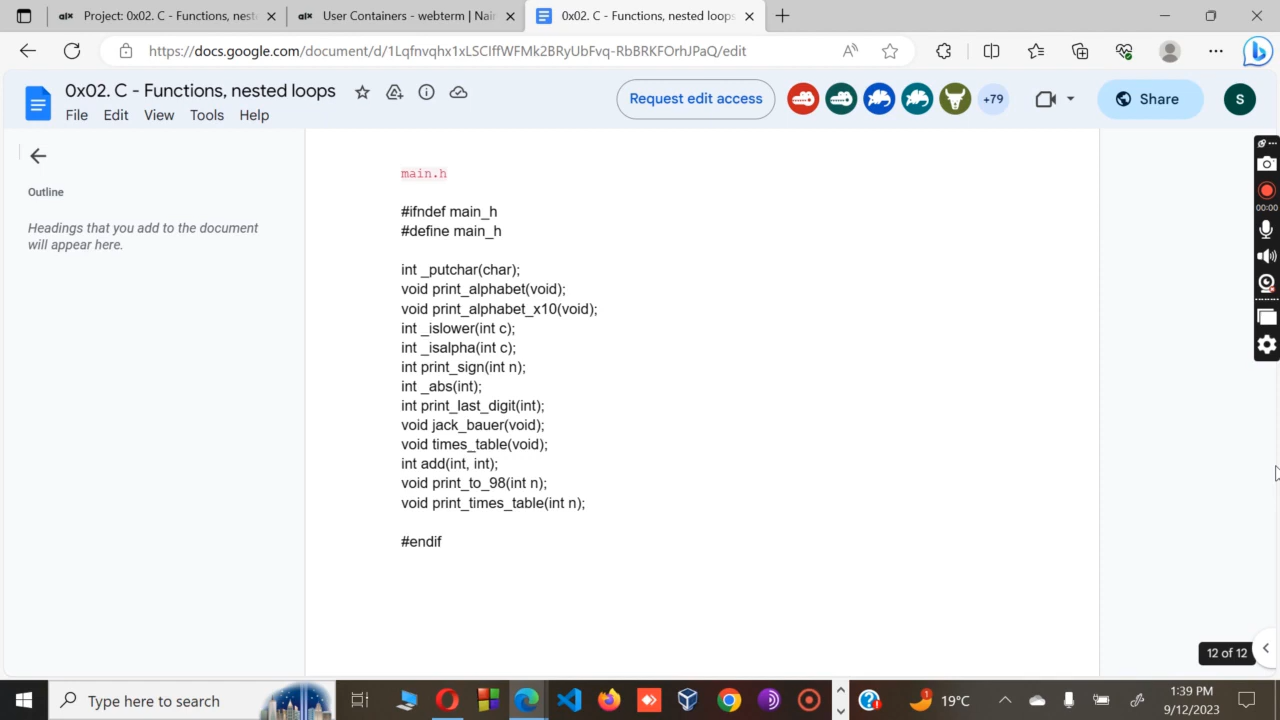 Project: 0x02. C - Functions, nest
User Containers - webterm | Nai
0x02. C - Functions, nested loops
https://docs.google.com/document/d/1Lqfnvqhx1xLSCIffWFMk2BRyUbFvq-RbBRKFOrhJPaQ/edit
0x02. C - Functions, nested loops
File Edit View Tools Help
Request edit access
+79
Share
S
Outline
Headings that you add to the document
will appear here.
main.h
#ifndef main_h
#define main_h
int _putchar(char);
void print_alphabet(void);
void print_alphabet_x10(void);
int _islower(int c);
int _isalpha(int c);
int print_sign(int n);
int _abs(int);
int print_last_digit(int);
void jack_bauer(void);
void times_table(void);
int add(int, int);
void print_to_98(int n);
void print_times_table(int n);
#endif
00:00
12 of 12
Type here to search
1
19°C
1:39 PM
9/12/2023